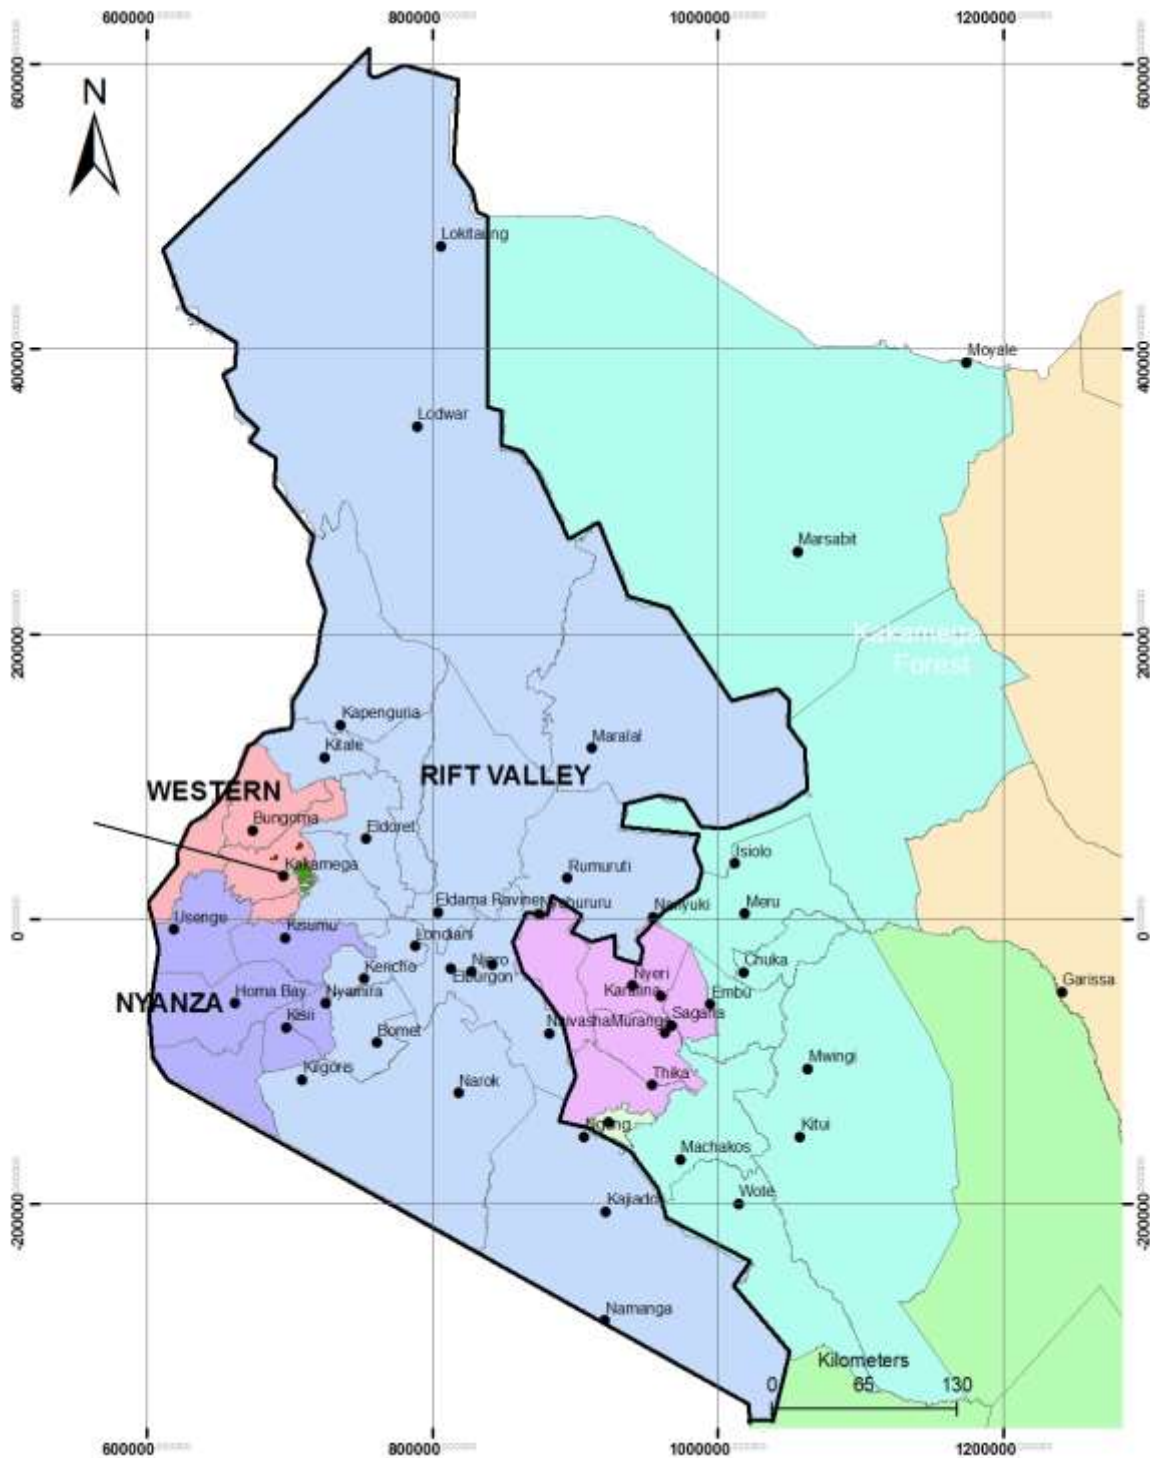 600000
800000
1000000
1200000
600000
600000
N
Lokitaung
400000
400000
Moyale
Lodwar
Marsabit
200000
200000
Kakamega
Forest
Kapenguria
Kitale
Maralal
RIFT VALLEY
WESTERN
Bungoma
Eldoret
Isiolo
Kakamega
Rumuruti
Eldama Ravine
Nyahururu
Nanyuki
Meru
Usenge
Kisumu
0
0
Londiani
Njoro
Elburgon
Kericho
Chuka
Nyeri
Garissa
NYANZA
Homa Bay
Nyamira
Karatina
Embu
Kisii
Sagana
Naivasha
Muranga
Bomet
Mwingi
Kilgoris
Narok
Thika
Ngong
Kitui
Machakos
-200000
-200000
Kajiado
Wote
Namanga
Kilometers
0
65
130
600000
800000
1000000
1200000